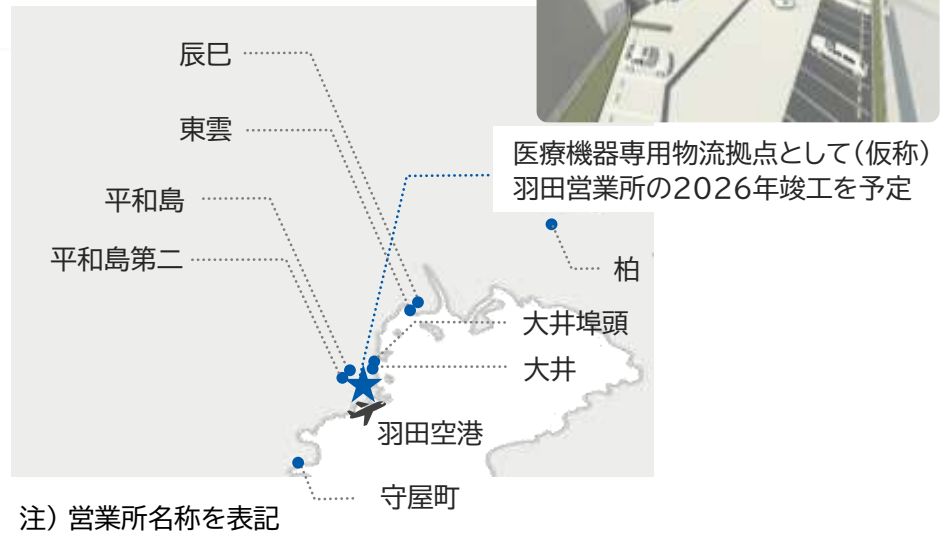 辰巳
東雲
平和島
平和島第二
医療機器専用物流拠点として（仮称）
羽田営業所の2026年竣工を予定
柏
大井埠頭
大井
羽田空港
守屋町
注）営業所名称を表記